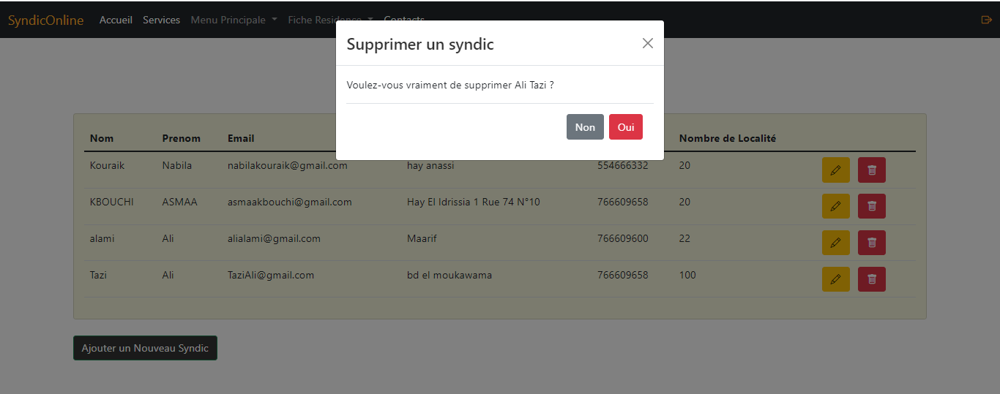 SyndicOnline Accueil Services Menu Principale Fiche Residence Contacts
Supprimer un syndic
Voulez-vous vraiment de supprimer Ali Tazi ?
Non Oui
Nom Prenom Email Nombre de Localité
Kouraik Nabila nabilakouraik@gmail.com hay anassi 554666332 20
KBOUCHI ASMAA asmaakbouchi@gmail.com Hay El Idrissia 1 Rue 74 N°10 766609658 20
alami Ali alialami@gmail.com Maarif 766609600 22
Tazi Ali TaziAli@gmail.com bd el moukawama 766609658 100
Ajouter un Nouveau Syndic